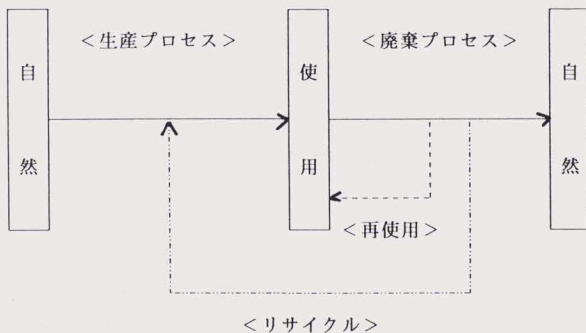 <生産プロセス>
<廃棄プロセス>
自然
使用
自然
<再使用>
<リサイクル>